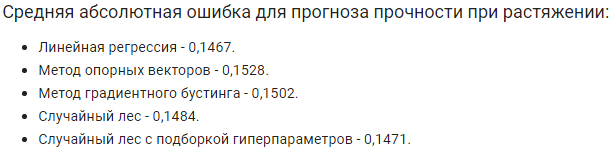 Средняя абсолютная ошибка для прогноза прочности при растяжении:
• Линейная регрессия - 0,1467.
• Метод опорных векторов - 0,1528.
• Метод градиентного бустинга - 0,1502.
• Случайный лес - 0,1484.
• Случайный лес с подборкой гиперпараметров - 0,1471.